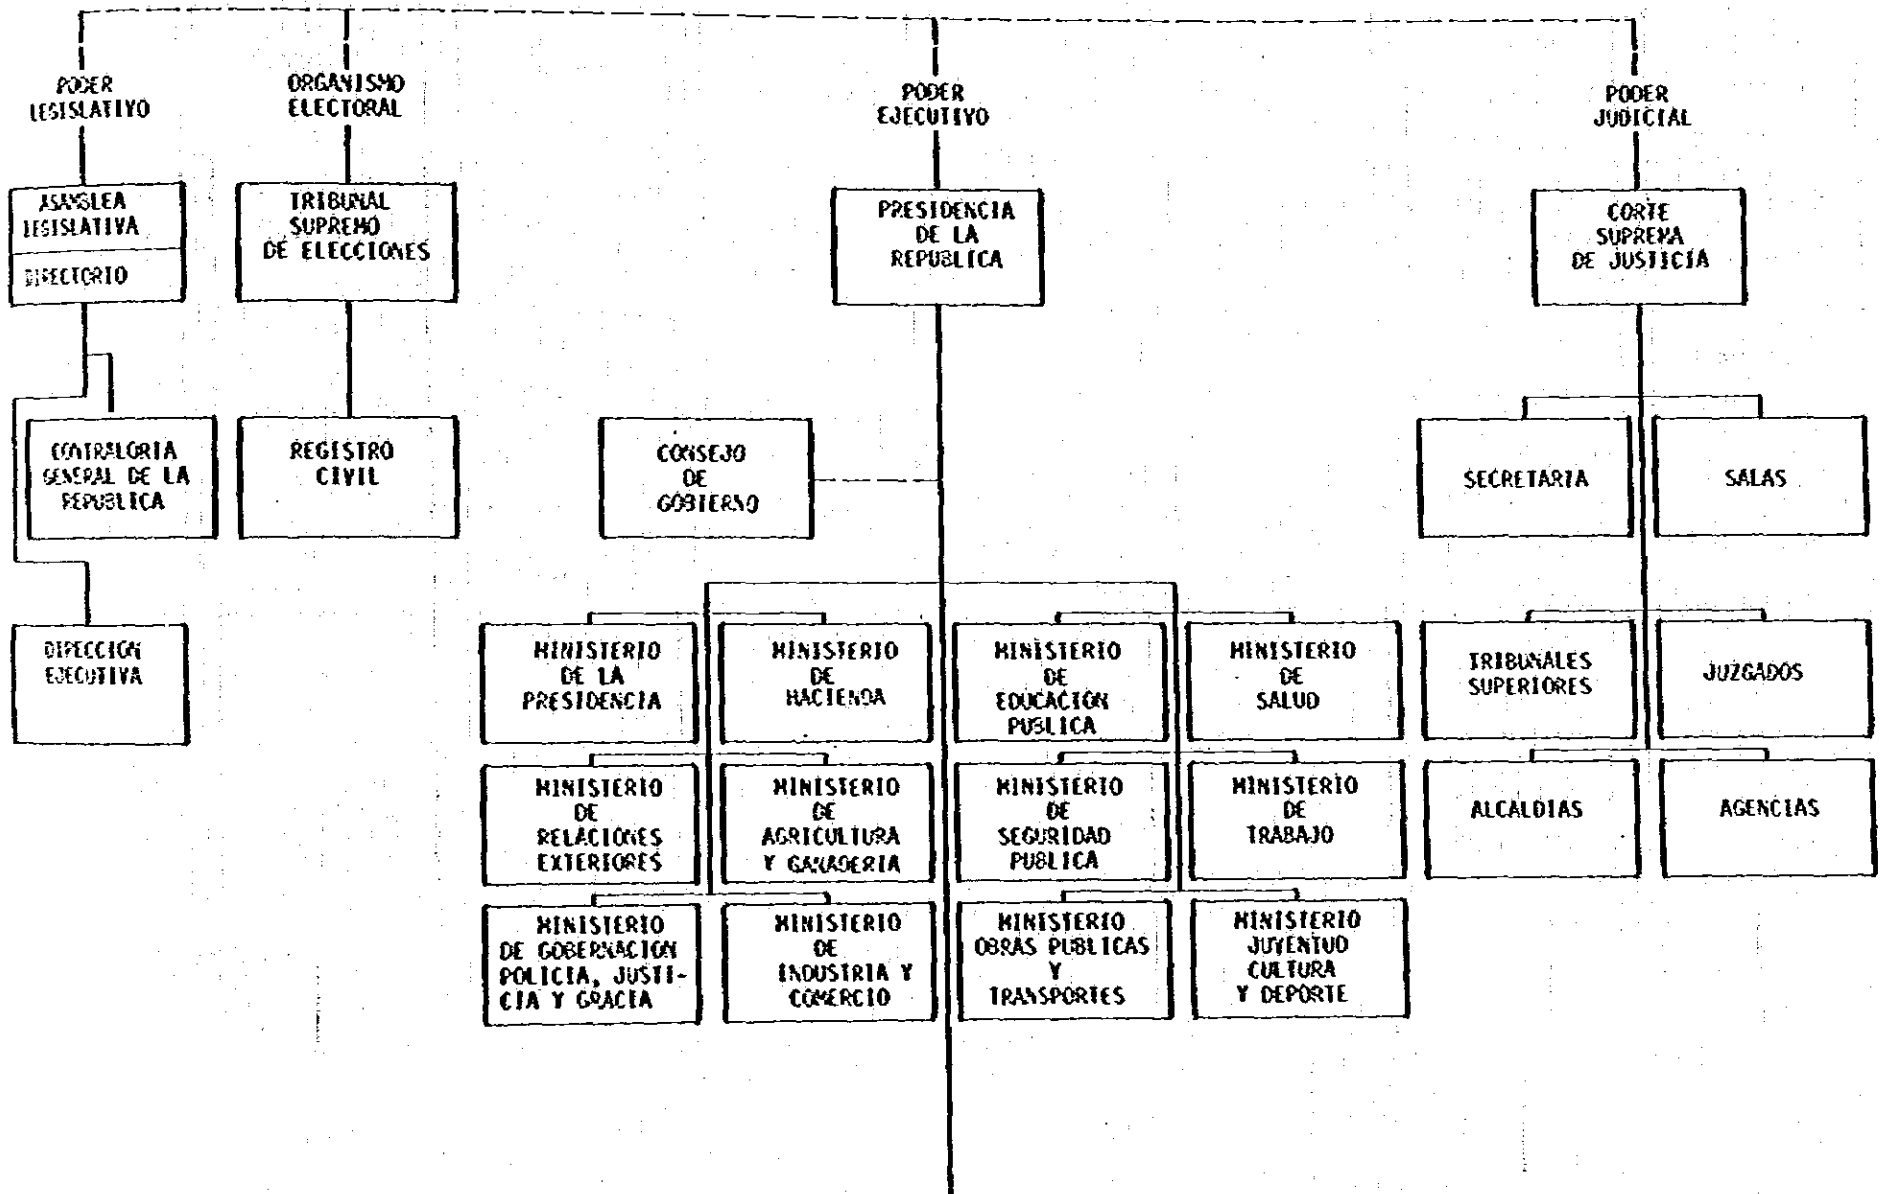 PODER
LEGISLATIVO
ORGANISMO
ELECTORAL
PODER
EJECUTIVO
PODER
JUDICIAL
ASAMBLEA
LEGISLATIVA
DIRECTORIO
TRIBUNAL
SUPREMO
DE ELECCIONES
PRESIDENCIA
DE LA
REPUBLICA
CORTE
SUPREMA
DE JUSTICIA
CONTRALORIA
GENERAL DE LA
REPUBLICA
REGISTRO
CIVIL
CONSEJO
DE
GOBIERNO
SECRETARIA
SALAS
DIRECCION
EJECUTIVA
MINISTERIO
DE LA
PRESIDENCIA
MINISTERIO
DE
HACIENDA
MINISTERIO
DE
EDUCACION
PUBLICA
MINISTERIO
DE
SALUD
TRIBUNALES
SUPERIORES
JUZGADOS
MINISTERIO
DE
RELACIONES
EXTERIORES
MINISTERIO
DE
AGRICULTURA
Y GANADERIA
MINISTERIO
DE
SEGURIDAD
PUBLICA
MINISTERIO
DE
TRABAJO
ALCALDIAS
AGENCIAS
MINISTERIO
DE GOBERNACION
POLICIA, JUSTI-
CIA Y GRACIA
MINISTERIO
DE
INDUSTRIA Y
COMERCIO
MINISTERIO
OBRAS PUBLICAS
Y
TRANSPORTES
MINISTERIO
JUVENTUD
CULTURA
Y DEPORTE